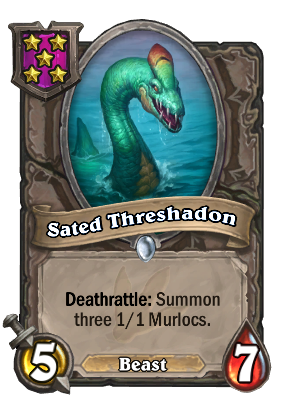 Sated Threshadon
Deathrattle: Summon
three 1/1 Murlocs.
5
Beast
7